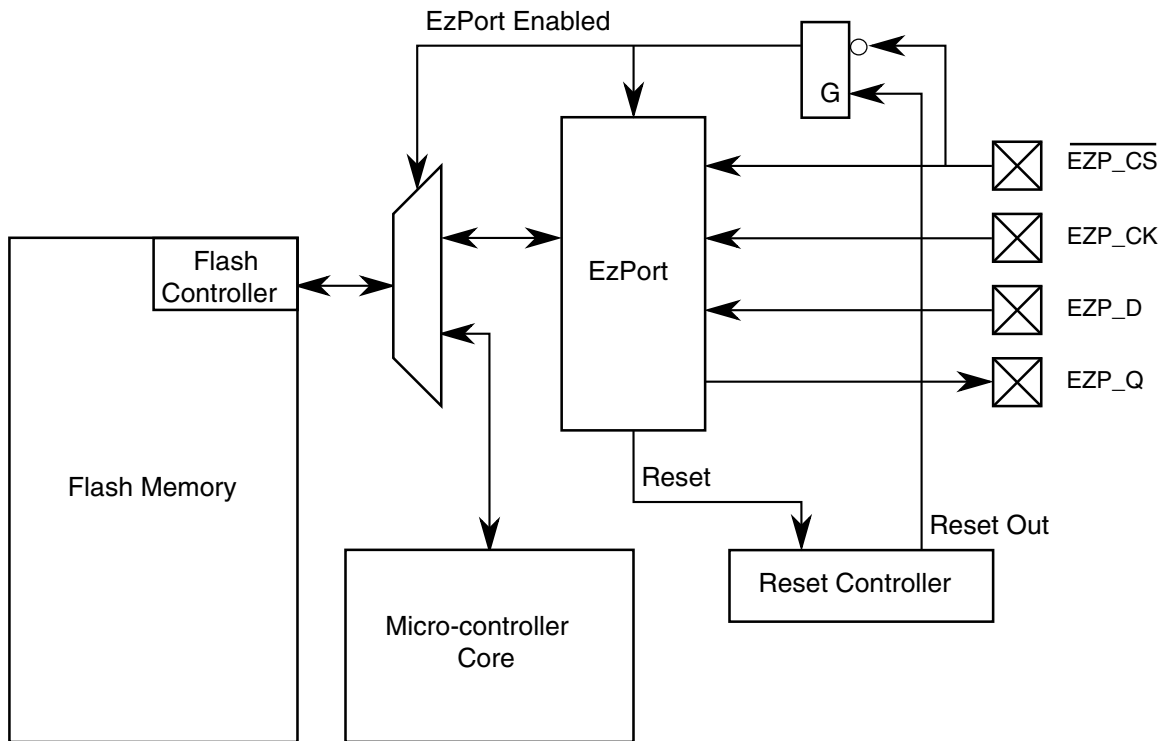 EzPort Enabled
G
EZP_CS
Flash
Controller
EzPort
EZP_CK
EZP_D
EZP_Q
Flash Memory
Reset
Reset Out
Reset Controller
Micro-controller
Core